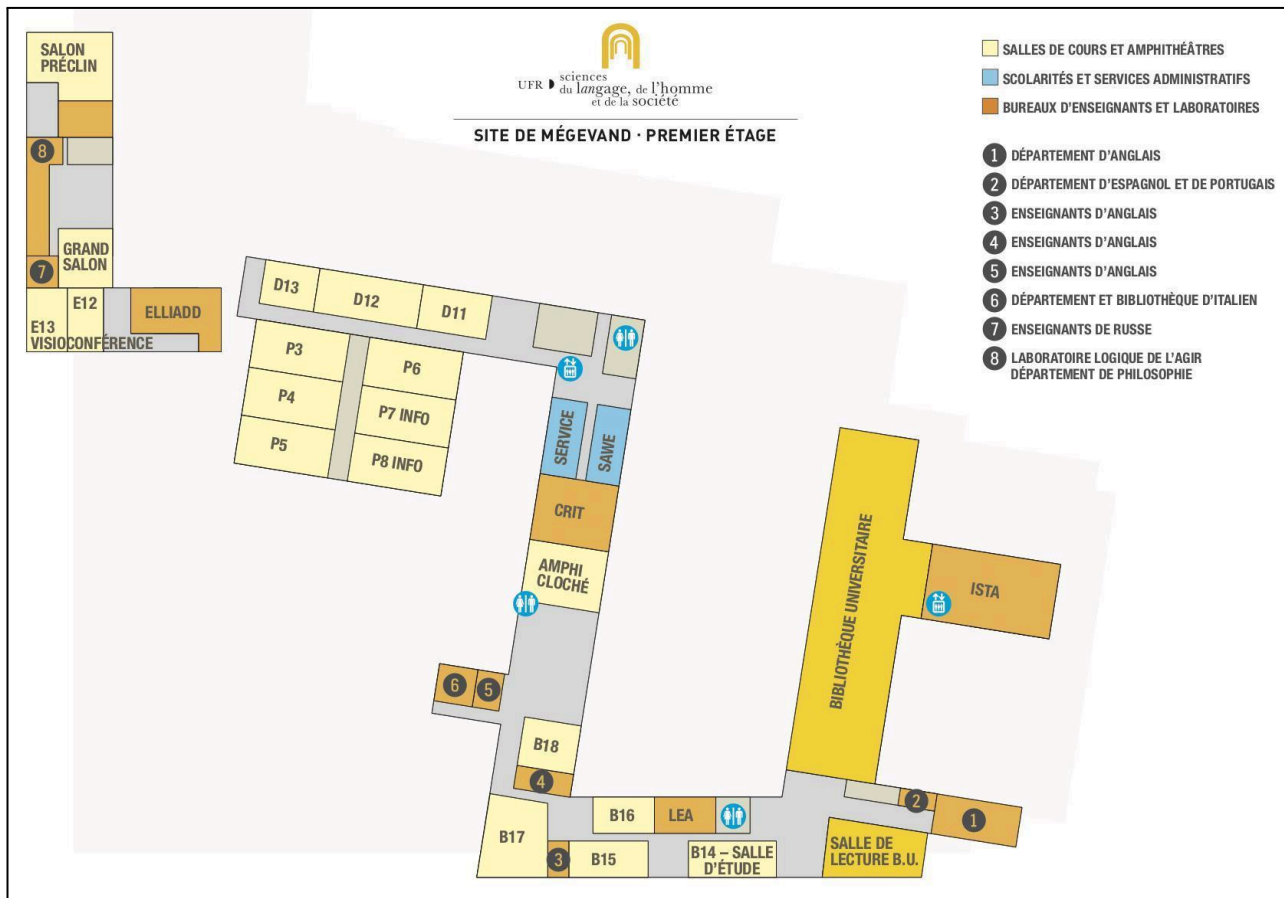 UFR sciences
du langage, de l'homme
et de la société
SITE DE MÉGEVAND · PREMIER ÉTAGE
SALLES DE COURS ET AMPHITHÉÂTRES
SCOLARITÉS ET SERVICES ADMINISTRATIFS
BUREAUX D'ENSEIGNANTS ET LABORATOIRES
1 DÉPARTEMENT D'ANGLAIS
2 DÉPARTEMENT D'ESPAGNOL ET DE PORTUGAIS
3 ENSEIGNANTS D'ANGLAIS
4 ENSEIGNANTS D'ANGLAIS
5 ENSEIGNANTS D'ANGLAIS
6 DÉPARTEMENT ET BIBLIOTHÈQUE D'ITALIEN
7 ENSEIGNANTS DE RUSSE
8 LABORATOIRE LOGIQUE DE L'AGIR
DÉPARTEMENT DE PHILOSOPHIE
SALON
PRÉCLIN
8
GRAND
SALON
7
E12
E13
VISIOCONFÉRENCE
ELLIADD
D13
D12
D11
P3
P6
P4
P7 INFO
P5
P8 INFO
SERVICE
SAWE
CRIT
AMPHI
CLOCHÉ
6
5
B18
4
B17
B16
LEA
3
B15
B14 – SALLE
D'ÉTUDE
BIBLIOTHÈQUE UNIVERSITAIRE
ISTA
2
1
SALLE DE
LECTURE B.U.